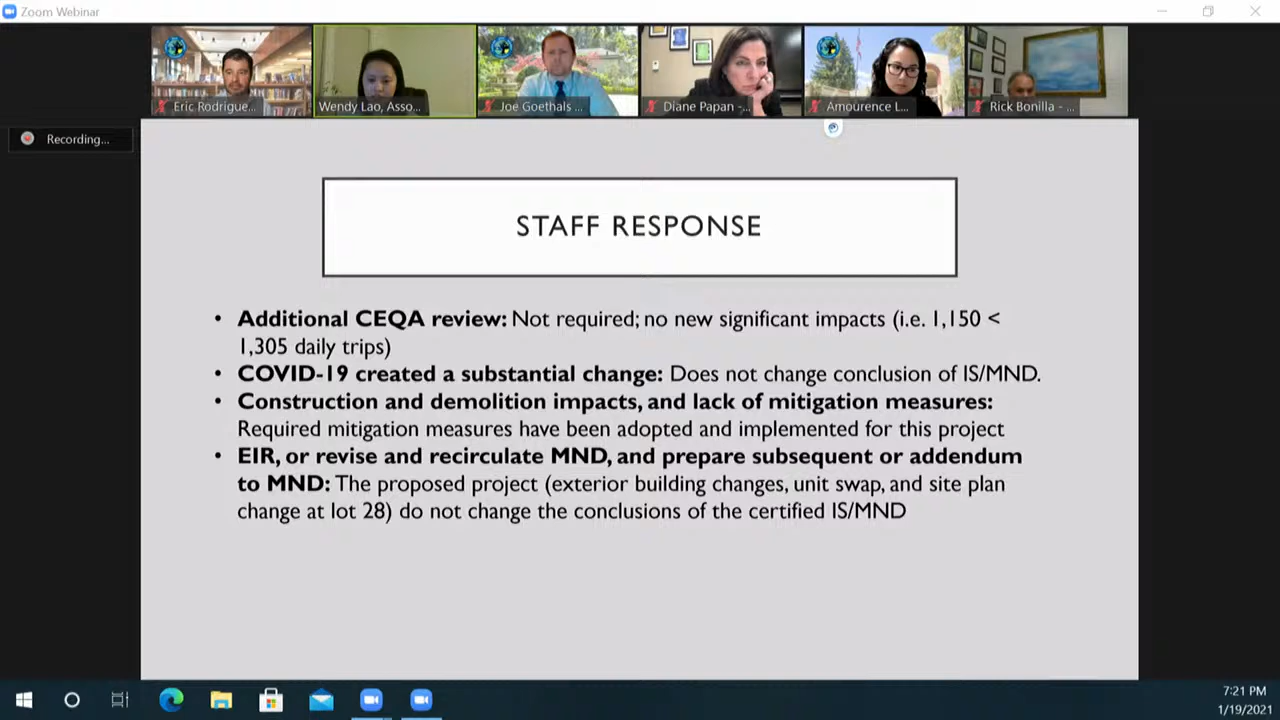 Zoom Webinar
Eric Rodrigue...
Wendy Lao, Asso...
Joe Goethals ...
Diane Papan -...
Amourence L...
Rick Bonilla - ...
Recording...
STAFF RESPONSE
• Additional CEQA review: Not required; no new significant impacts (i.e. 1,150 <
1,305 daily trips)
• COVID-19 created a substantial change: Does not change conclusion of IS/MND.
• Construction and demolition impacts, and lack of mitigation measures:
Required mitigation measures have been adopted and implemented for this project
• EIR, or revise and recirculate MND, and prepare subsequent or addendum
to MND: The proposed project (exterior building changes, unit swap, and site plan
change at lot 28) do not change the conclusions of the certified IS/MND
7:21 PM
1/19/2021